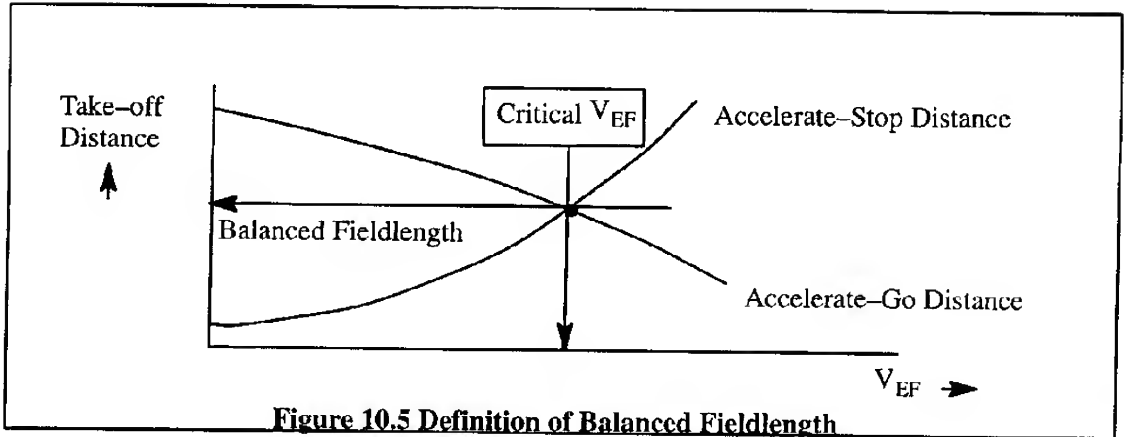 Take–off
Distance
Critical V_EF
Accelerate–Stop Distance
Balanced Fieldlength
Accelerate–Go Distance
V_EF
Figure 10.5 Definition of Balanced Fieldlength